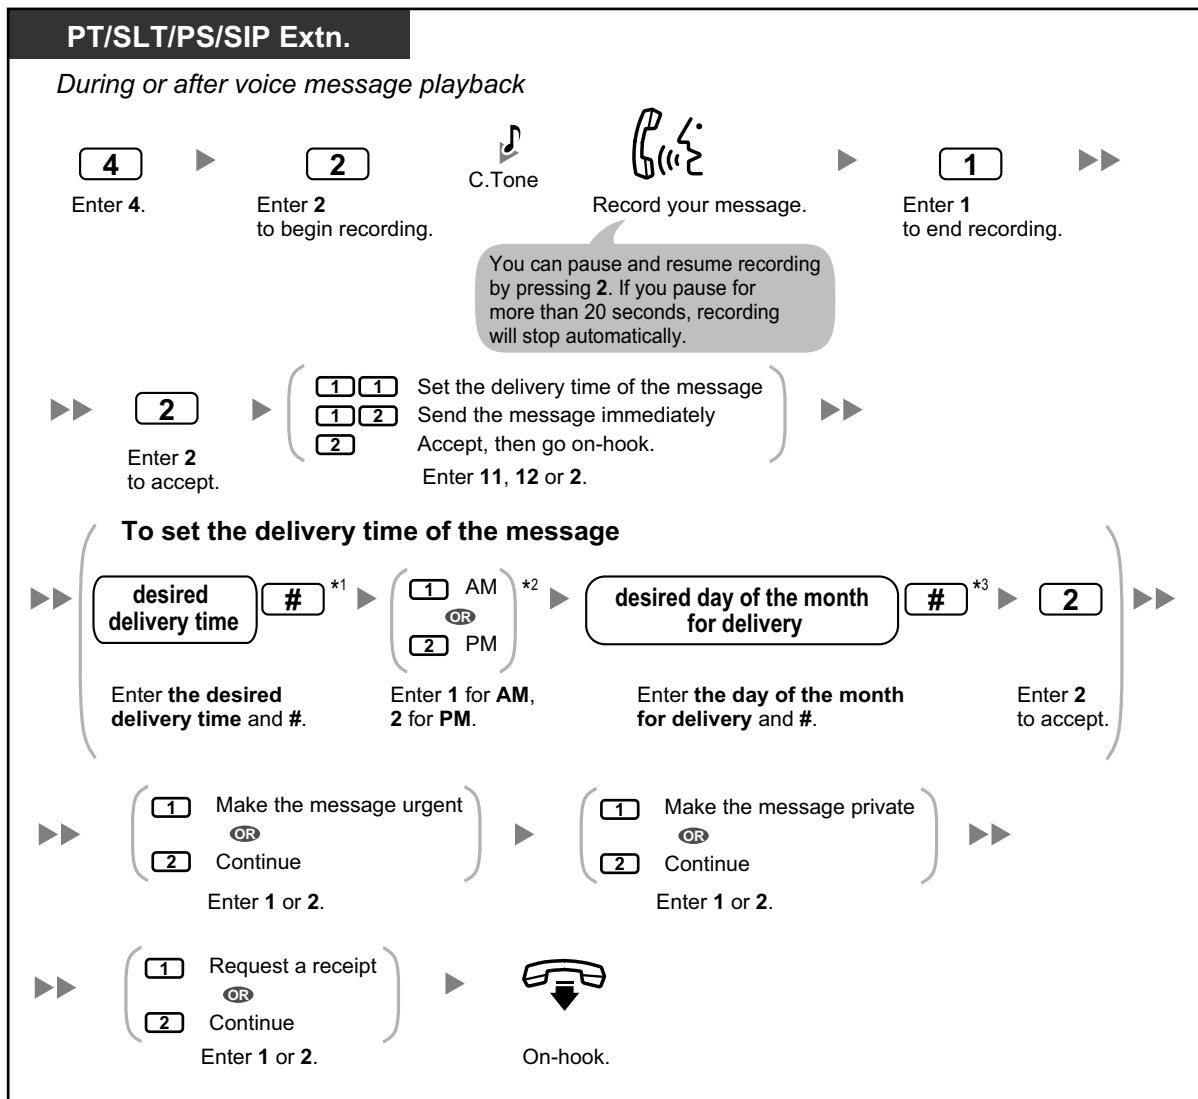 PT/SLT/PS/SIP Extn.
During or after voice message playback
4
2
C.Tone
1
Enter 4.
Enter 2
to begin recording.
Record your message.
Enter 1
to end recording.
You can pause and resume recording
by pressing 2. If you pause for
more than 20 seconds, recording
will stop automatically.
2
Enter 2
to accept.
1 1 Set the delivery time of the message
1 2 Send the message immediately
2 Accept, then go on-hook.
Enter 11, 12 or 2.
To set the delivery time of the message
desired
delivery time
# *1
1 AM
OR
2 PM
*2
desired day of the month
for delivery
# *3
2
Enter the desired
delivery time and #.
Enter 1 for AM,
2 for PM.
Enter the day of the month
for delivery and #.
Enter 2
to accept.
1 Make the message urgent
OR
2 Continue
Enter 1 or 2.
1 Make the message private
OR
2 Continue
Enter 1 or 2.
1 Request a receipt
OR
2 Continue
Enter 1 or 2.
On-hook.